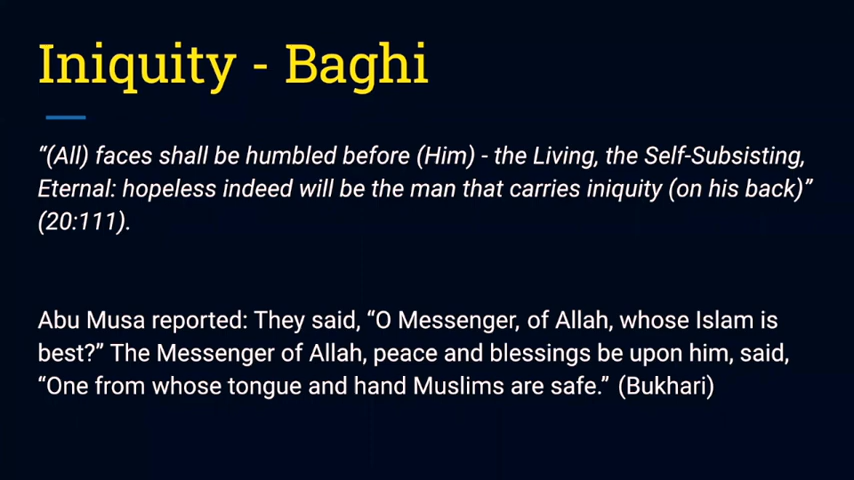 Iniquity - Baghi
“(All) faces shall be humbled before (Him) - the Living, the Self-Subsisting,
Eternal: hopeless indeed will be the man that carries iniquity (on his back)”
(20:111).
Abu Musa reported: They said, “O Messenger, of Allah, whose Islam is
best?” The Messenger of Allah, peace and blessings be upon him, said,
“One from whose tongue and hand Muslims are safe.” (Bukhari)